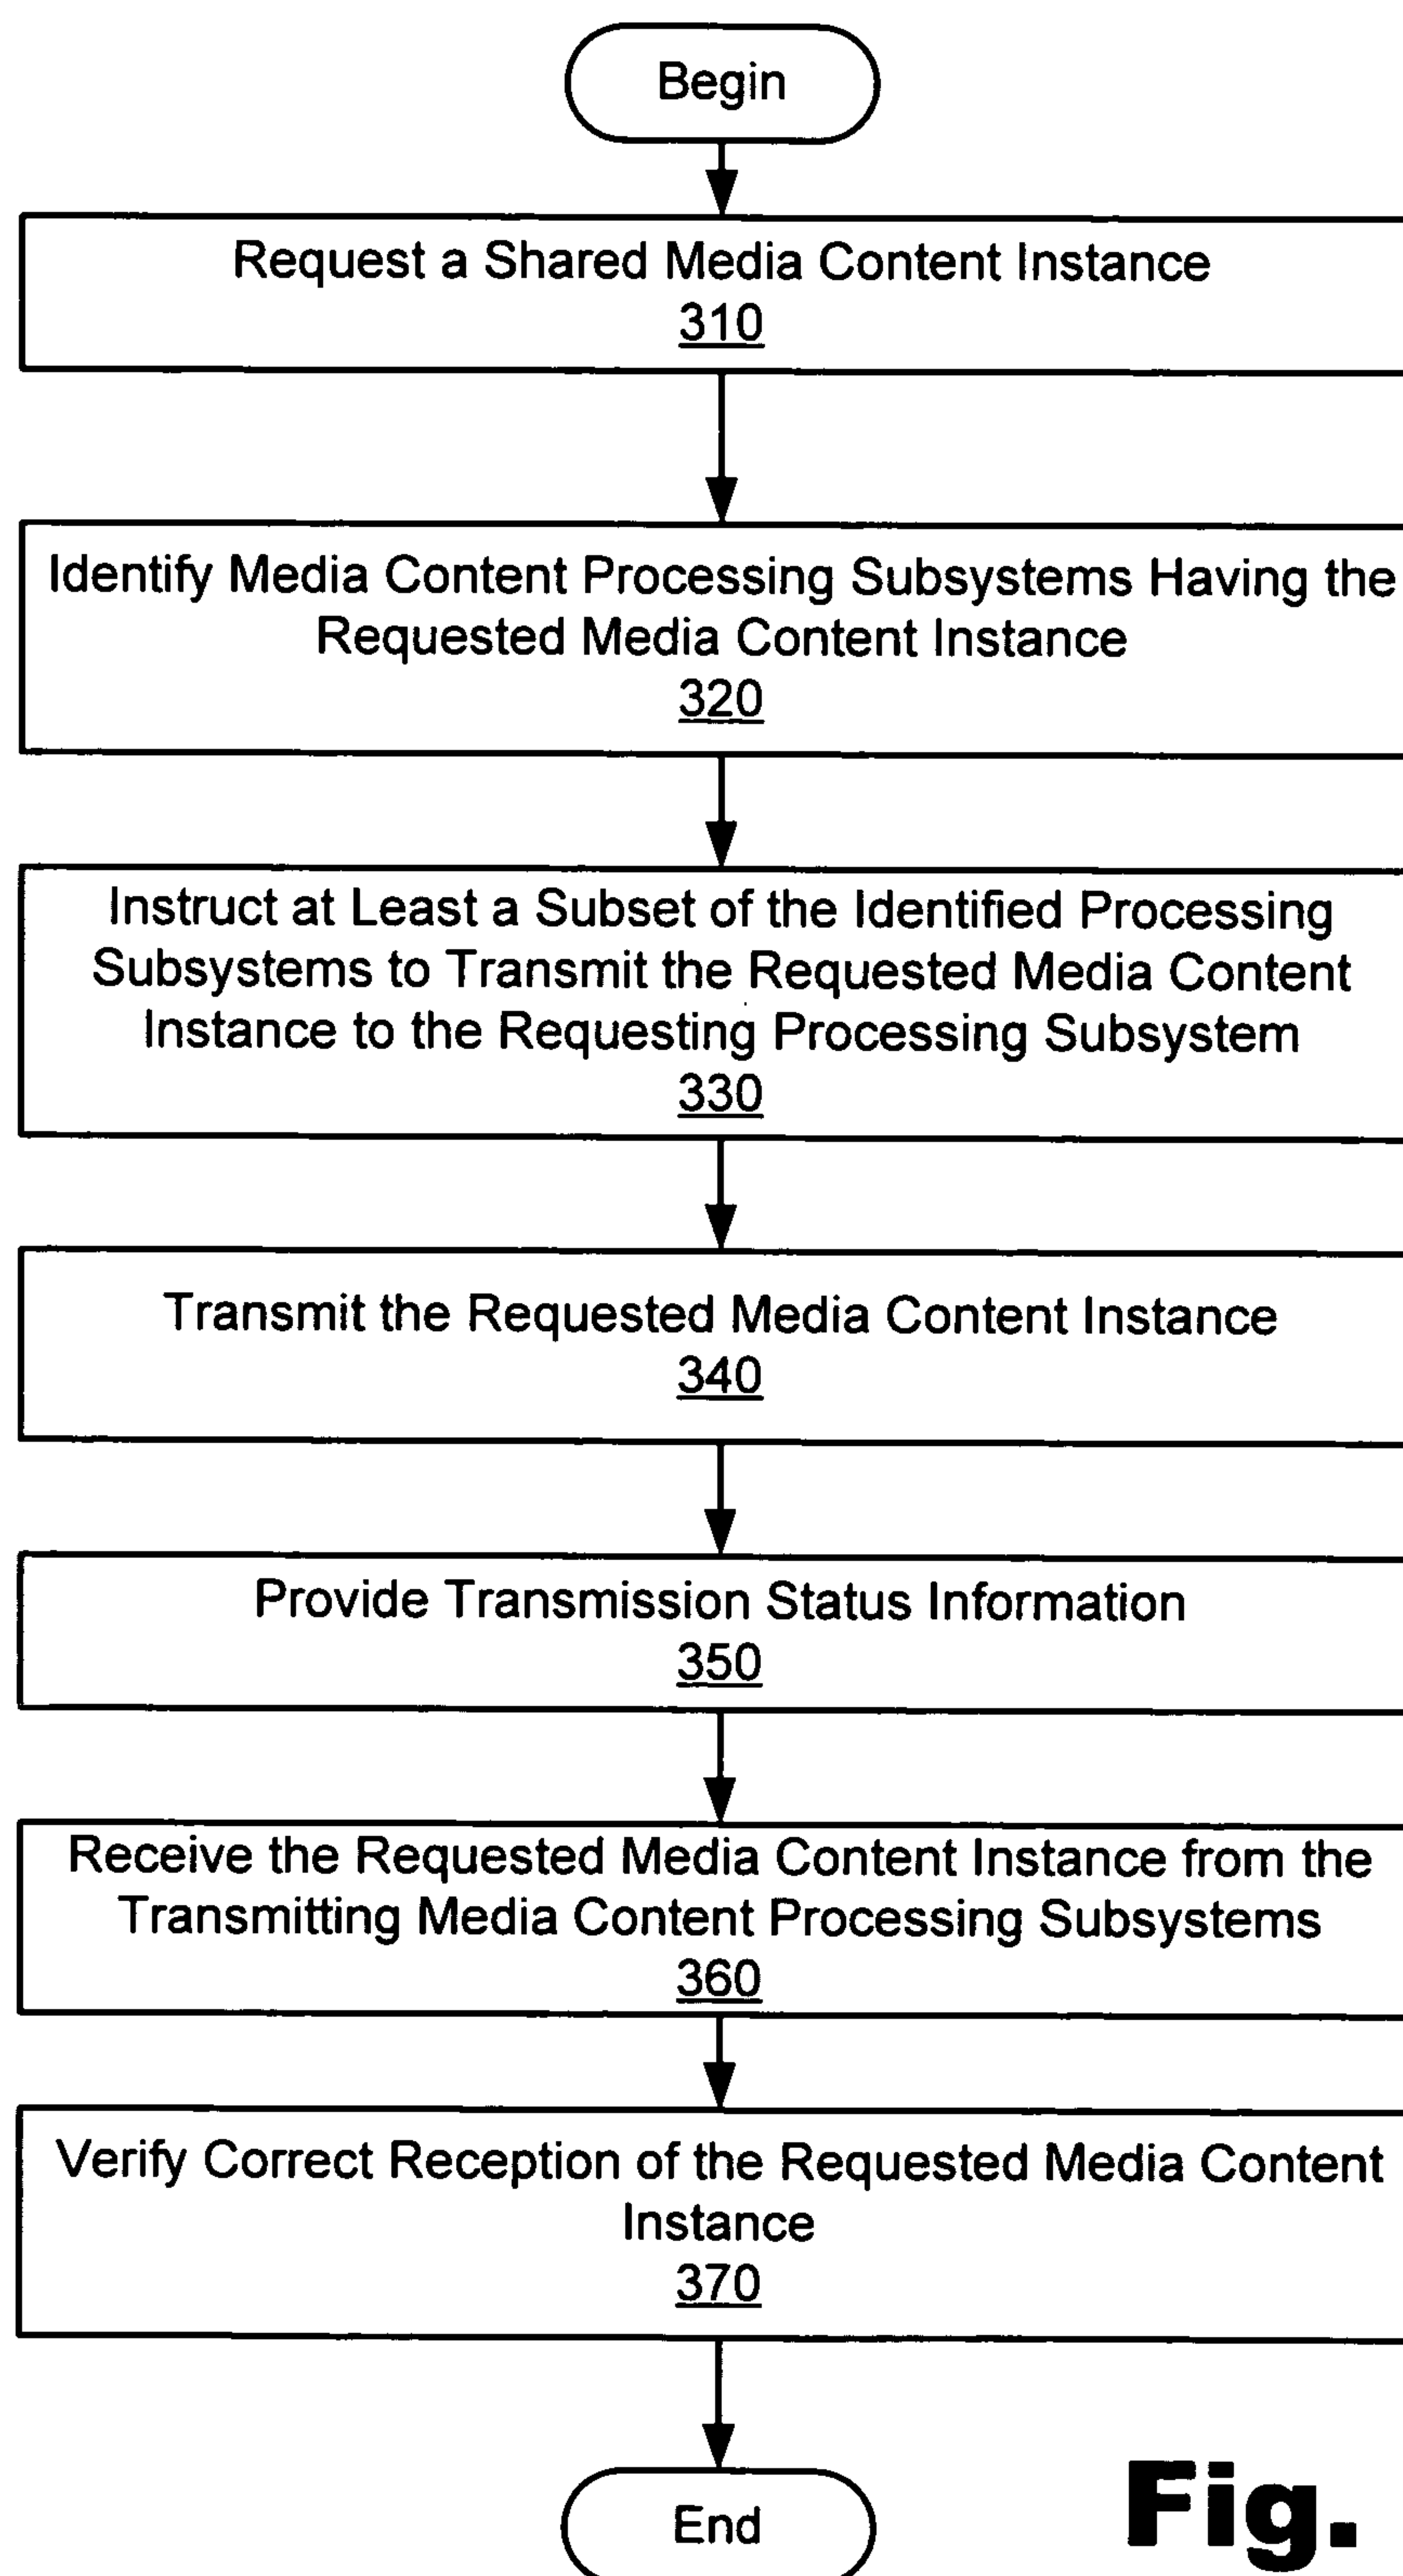 Begin
Request a Shared Media Content Instance
310
Identify Media Content Processing Subsystems Having the
Requested Media Content Instance
320
Instruct at Least a Subset of the Identified Processing
Subsystems to Transmit the Requested Media Content
Instance to the Requesting Processing Subsystem
330
Transmit the Requested Media Content Instance
340
Provide Transmission Status Information
350
Receive the Requested Media Content Instance from the
Transmitting Media Content Processing Subsystems
360
Verify Correct Reception of the Requested Media Content
Instance
370
End
Fig.